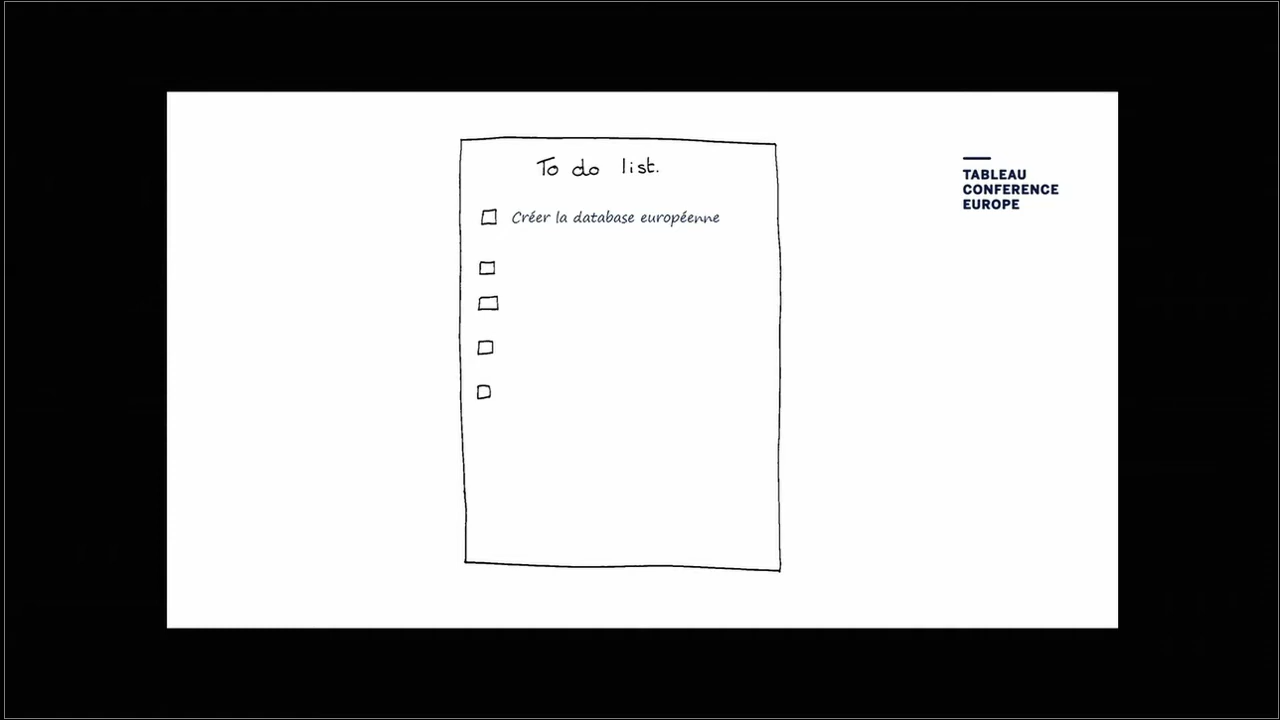 To do list.
Créer la database européenne
TABLEAU
CONFERENCE
EUROPE